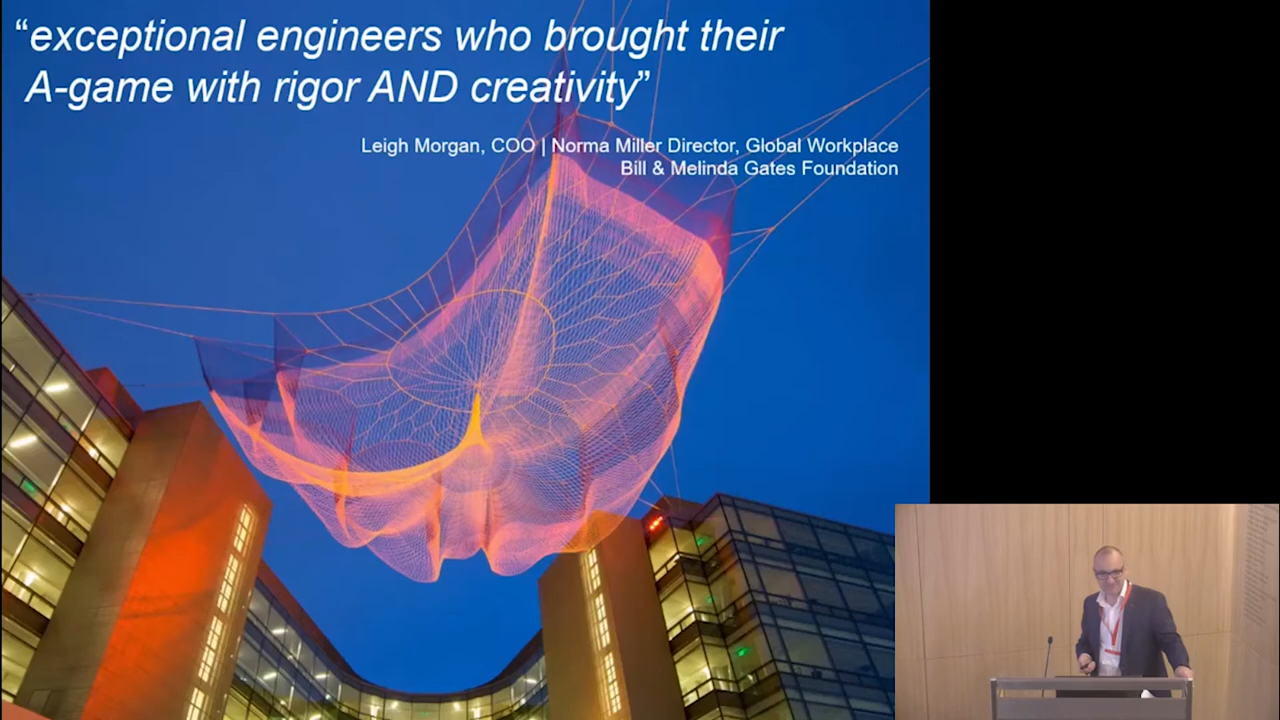 “exceptional engineers who brought their
A-game with rigor AND creativity”
Leigh Morgan, COO | Norma Miller Director, Global Workplace
Bill & Melinda Gates Foundation